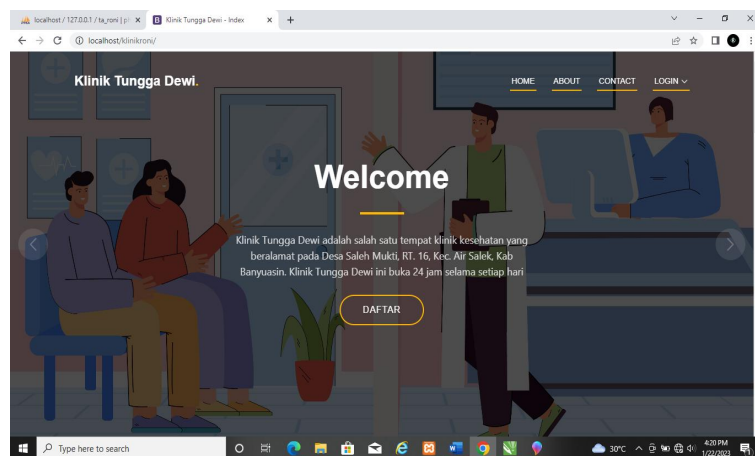 localhost / 127.0.0.1 / ta_roni | ph
Klinik Tungga Dewi - Index
localhost/klinikroni/
Klinik Tungga Dewi.
HOME ABOUT CONTACT LOGIN
Welcome
Klinik Tungga Dewi adalah salah satu tempat klinik kesehatan yang
beralamat pada Desa Saleh Mukti, RT. 16, Kec. Air Salek, Kab
Banyuasin. Klinik Tungga Dewi ini buka 24 jam selama setiap hari
DAFTAR
Type here to search
30°C
4:20 PM
1/22/2023